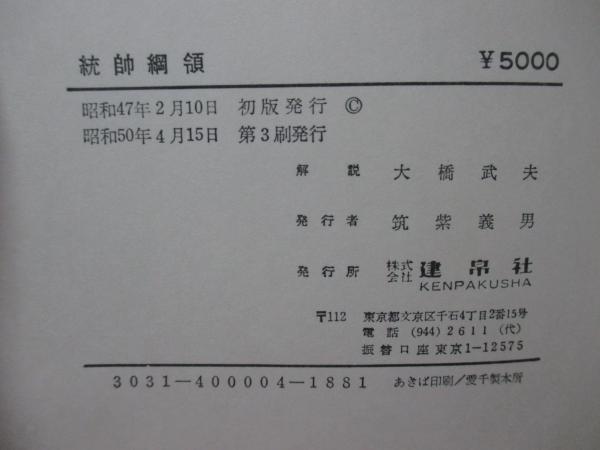 統帥綱領 ¥5000
昭和47年2月10日 初版発行 ©
昭和50年4月15日 第3刷発行
解説 大橋武夫
発行者 筑紫義男
発行所 株式会社 建帛社
KENPAKUSHA
〒112 東京都文京区千石4丁目2番15号
電話 (944) 2611 (代)
振替口座東京1-12575
3031-400004-1881 あきば印刷/愛千製本所